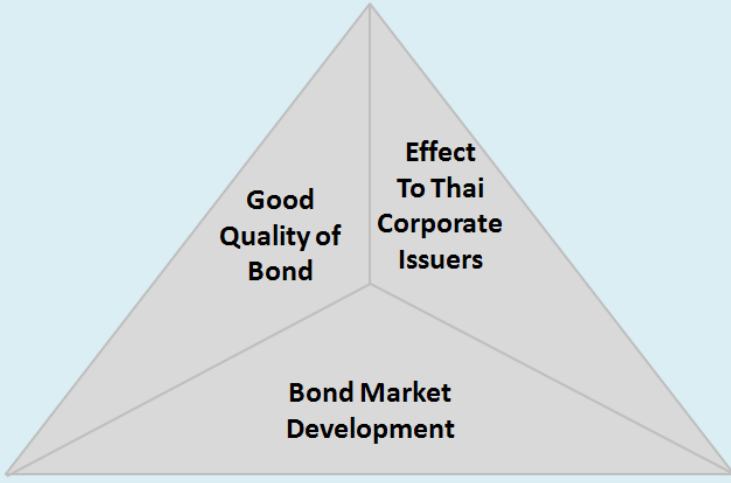 Good
Quality of
Bond
Effect
To Thai
Corporate
Issuers
Bond Market
Development